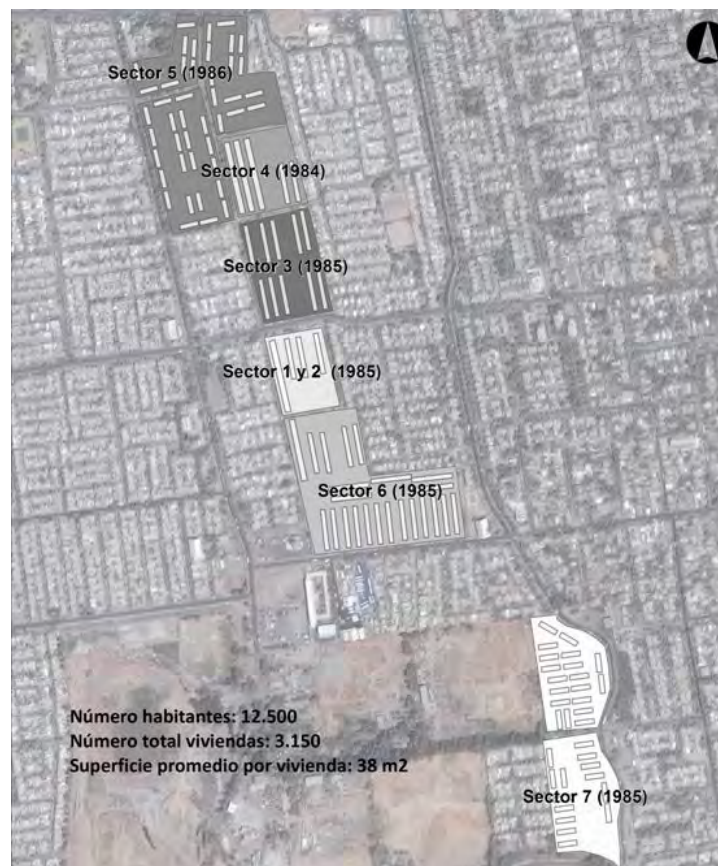 Sector 5 (1986)
Sector 4 (1984)
Sector 3 (1985)
Sector 1 y 2 (1985)
Sector 6 (1985)
Número habitantes: 12.500
Número total viviendas: 3.150
Superficie promedio por vivienda: 38 m2
Sector 7 (1985)